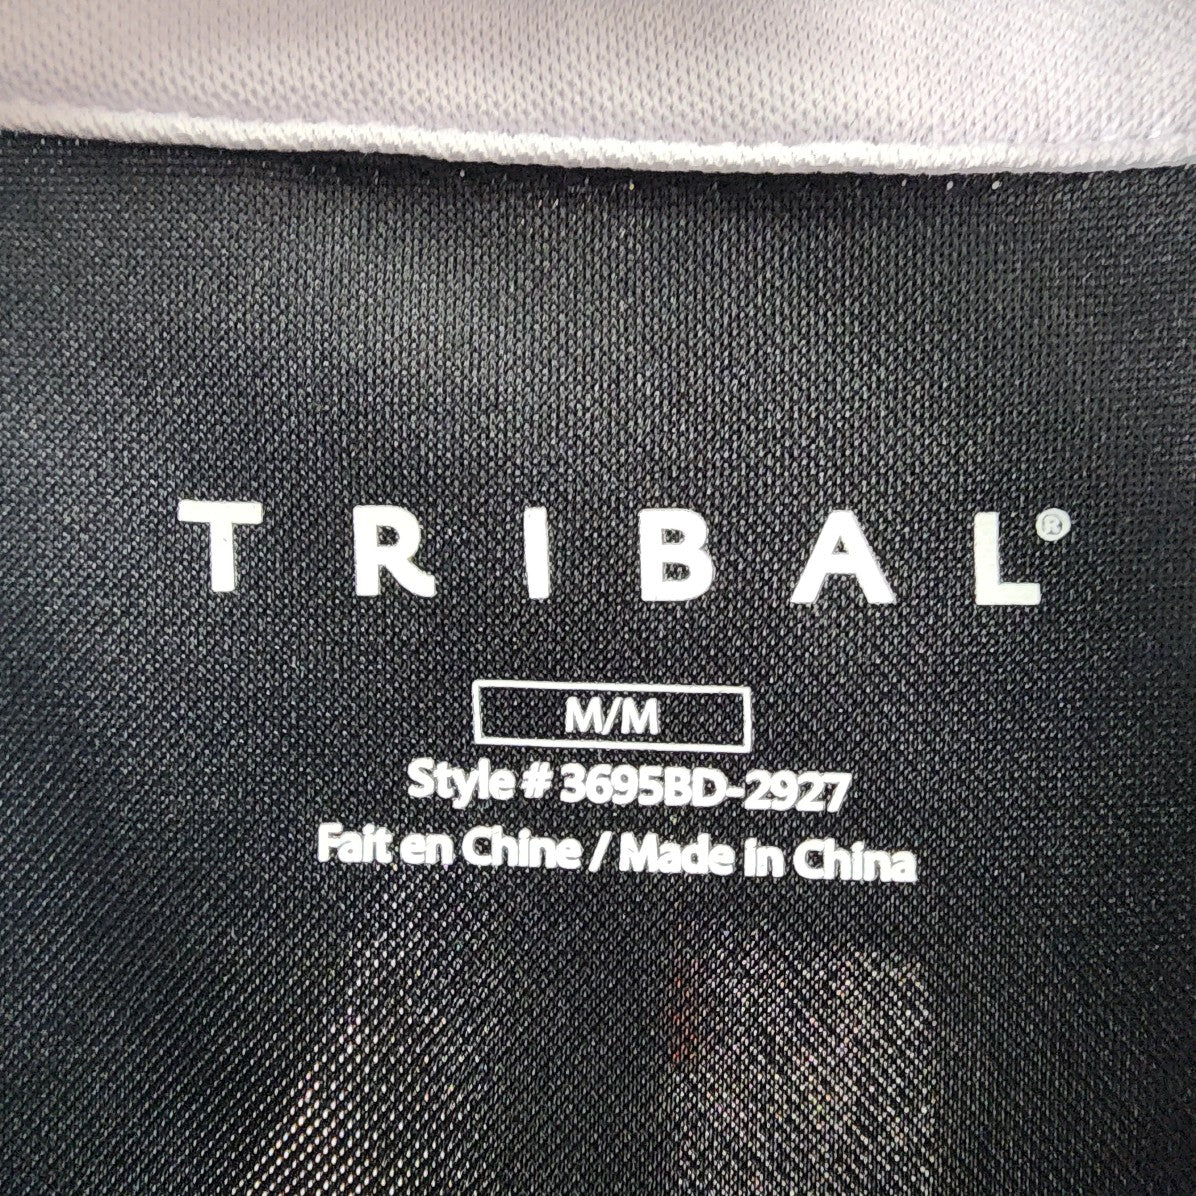 TRIBAL®
M/M
Style # 3695BD-2927
Fait en Chine / Made in China